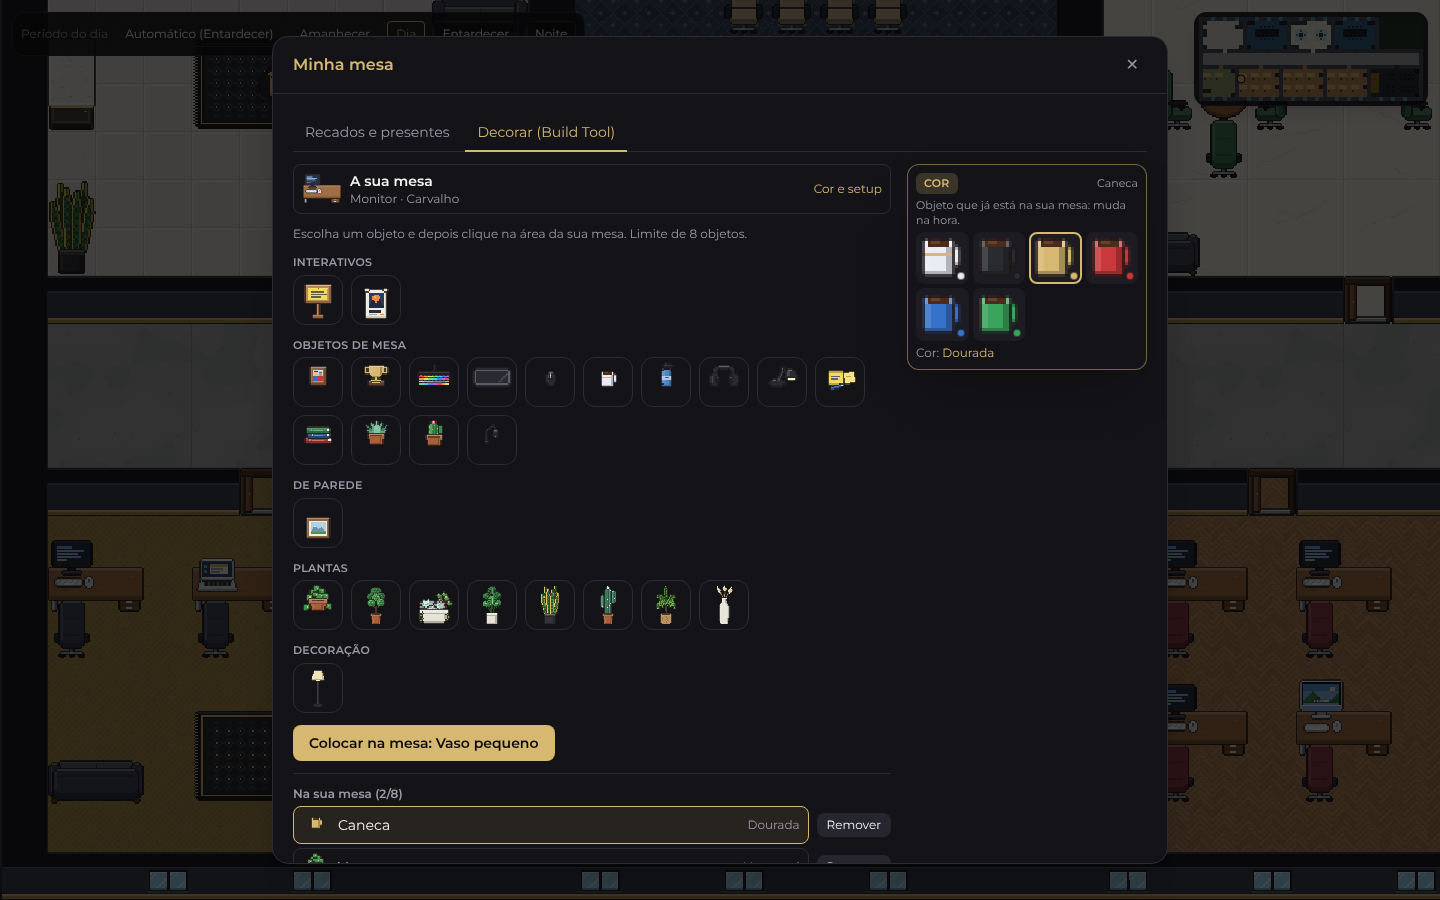 Período do dia Automático (Entardecer) Amanhecer Dia Entardecer Noite
Minha mesa
Recados e presentes Decorar (Build Tool)
A sua mesa
Monitor · Carvalho
Cor e setup
Escolha um objeto e depois clique na área da sua mesa. Limite de 8 objetos.
INTERATIVOS
OBJETOS DE MESA
DE PAREDE
PLANTAS
DECORAÇÃO
Colocar na mesa: Vaso pequeno
Na sua mesa (2/8)
Caneca Dourada Remover
COR Caneca
Objeto que já está na sua mesa: muda
na hora.
Cor: Dourada